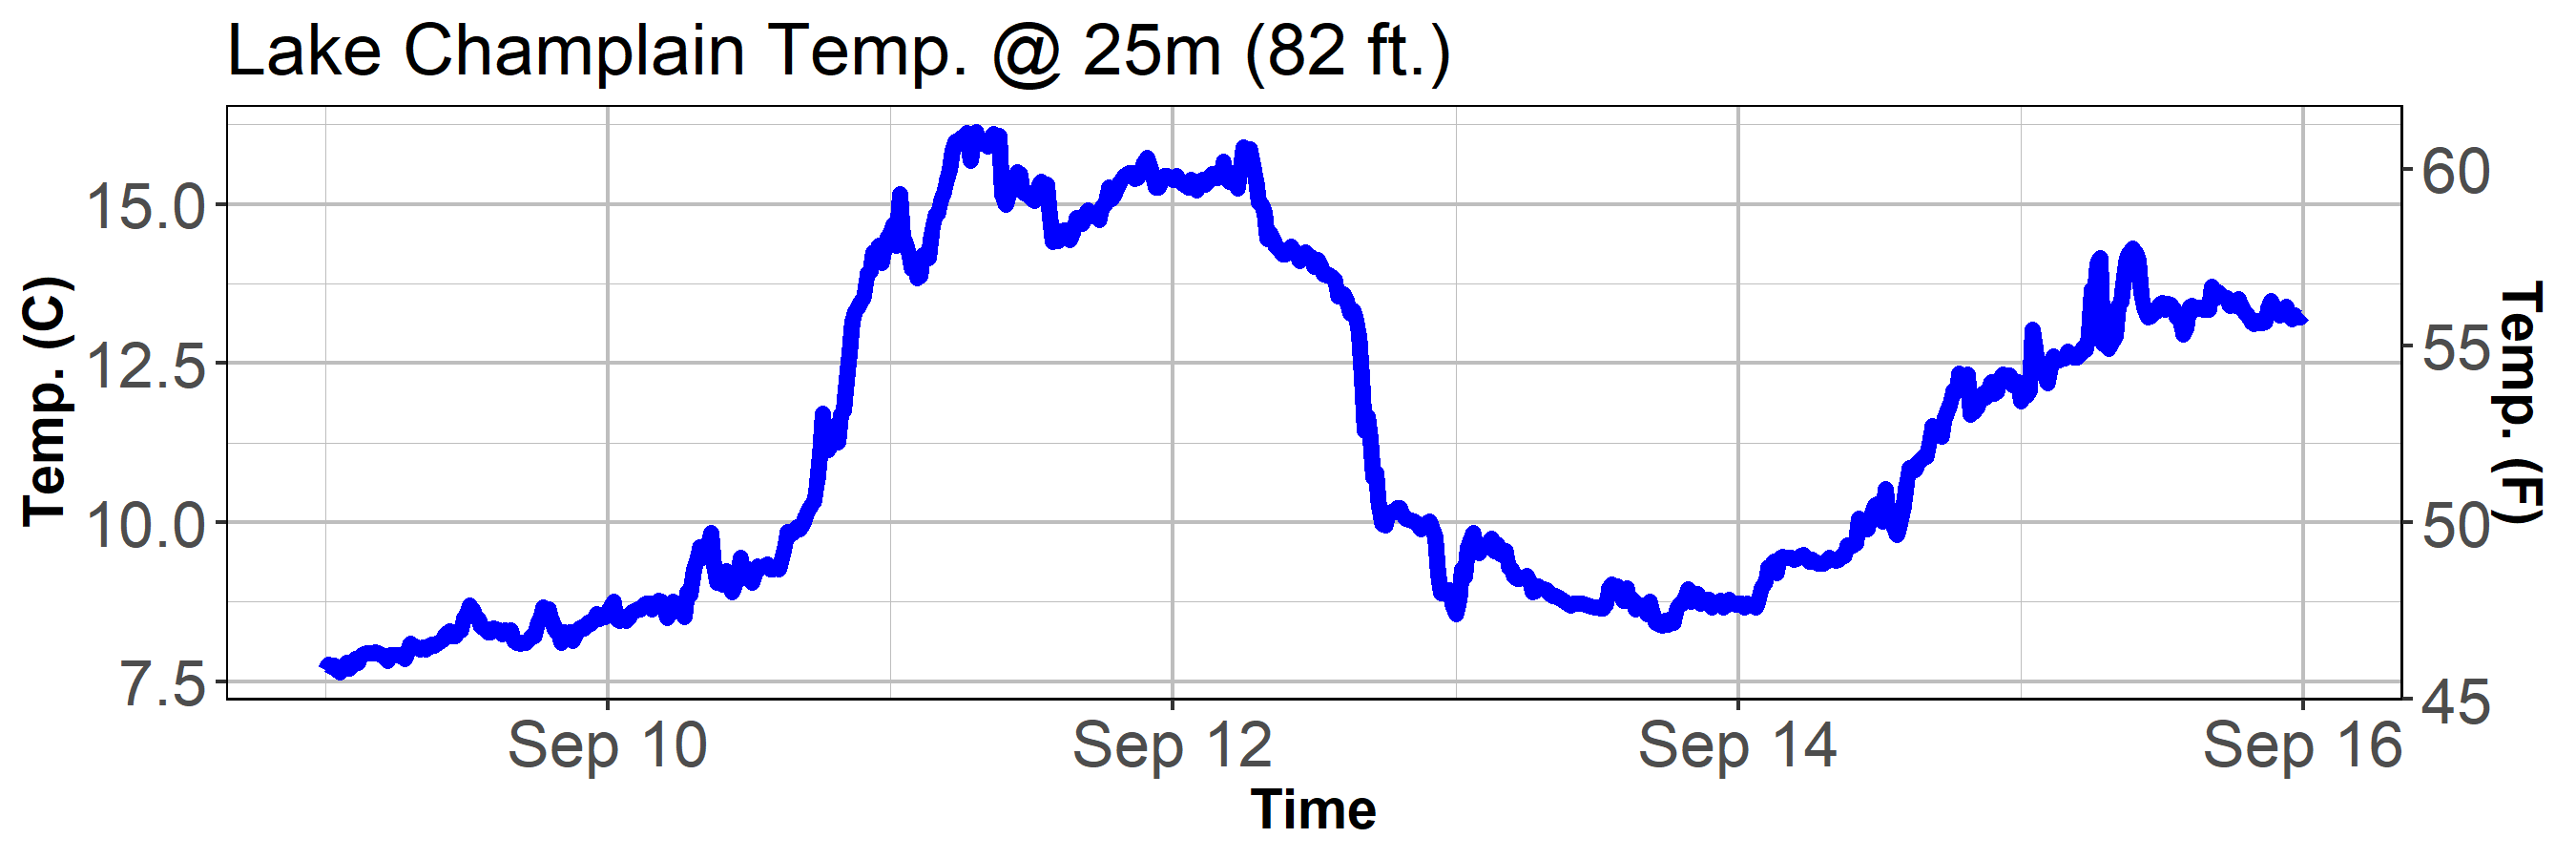 Lake Champlain Temp. @ 25m (82 ft.)
Temp. (C)
15.0
12.5
10.0
7.5
60
55
50
45
Temp. (F)
Sep 10
Sep 12
Sep 14
Sep 16
Time